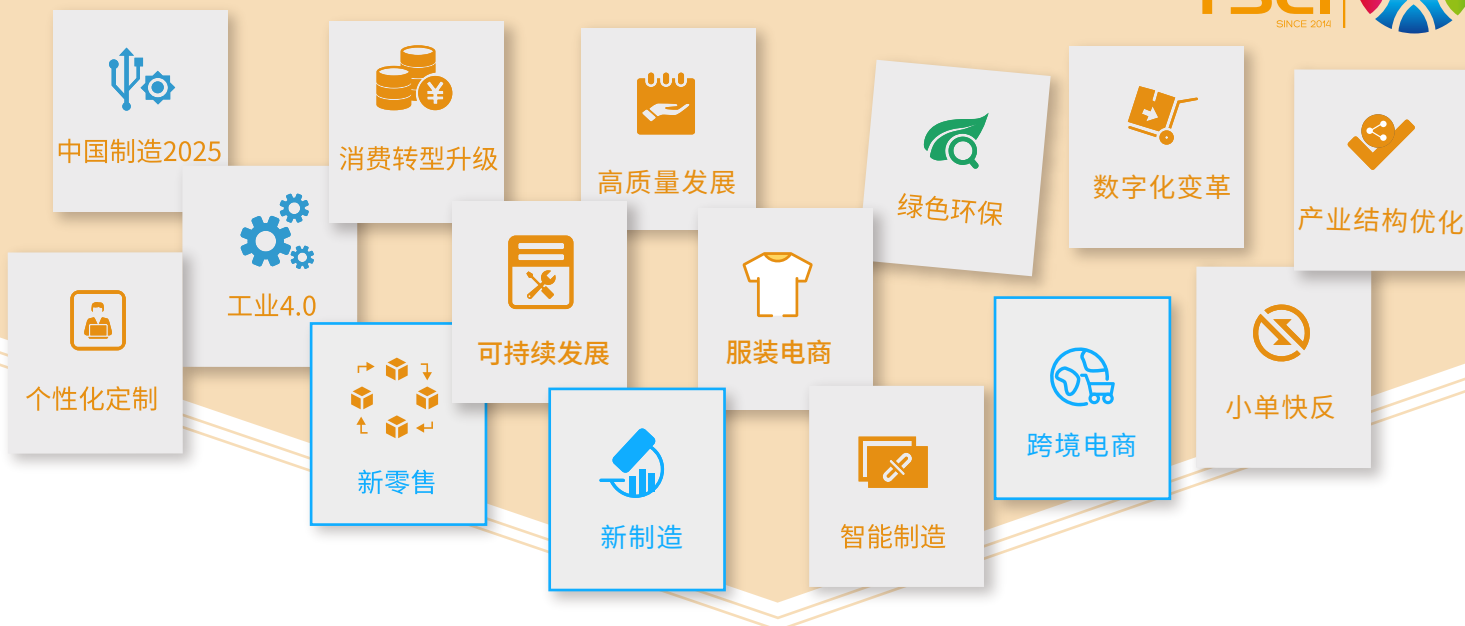 SINCE 2014
中国制造2025
消费转型升级
高质量发展
绿色环保
数字化变革
产业结构优化
工业4.0
个性化定制
可持续发展
服装电商
小单快反
新零售
新制造
智能制造
跨境电商